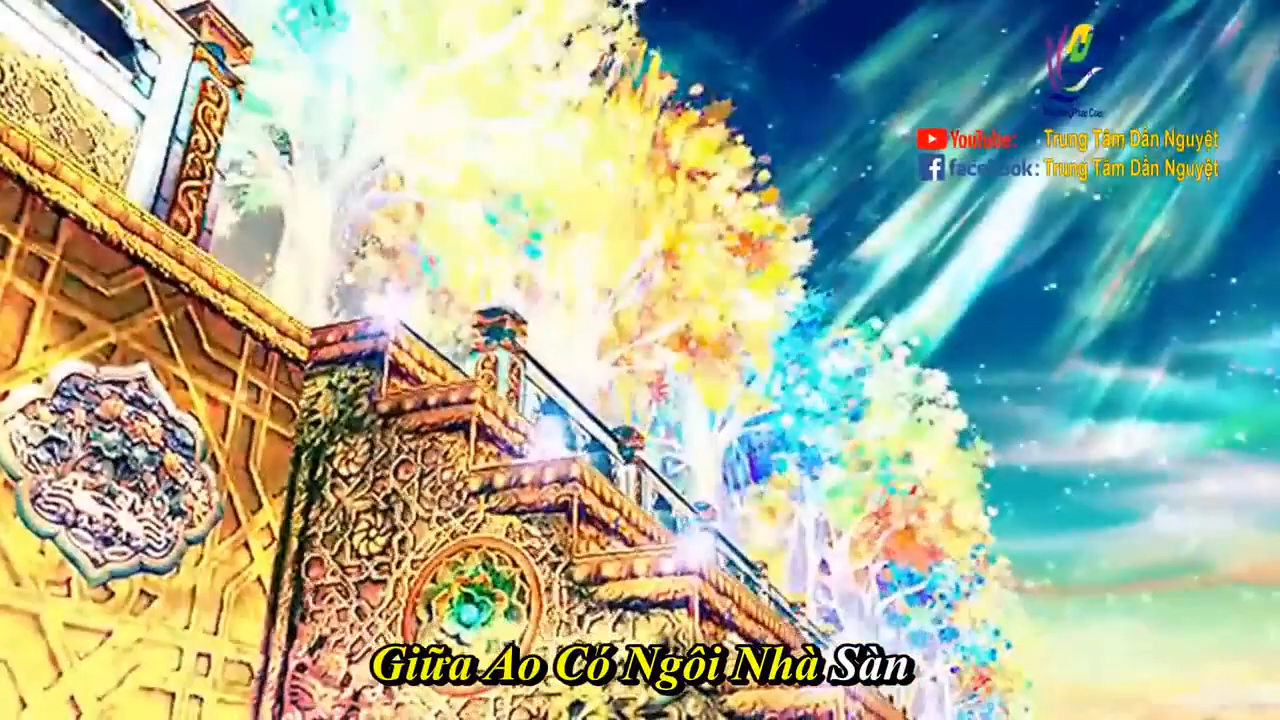 YouTube: Trung Tâm Dân Nguyệt
facebook: Trung Tâm Dân Nguyệt
Giữa Ao Có Ngôi Nhà Sàn